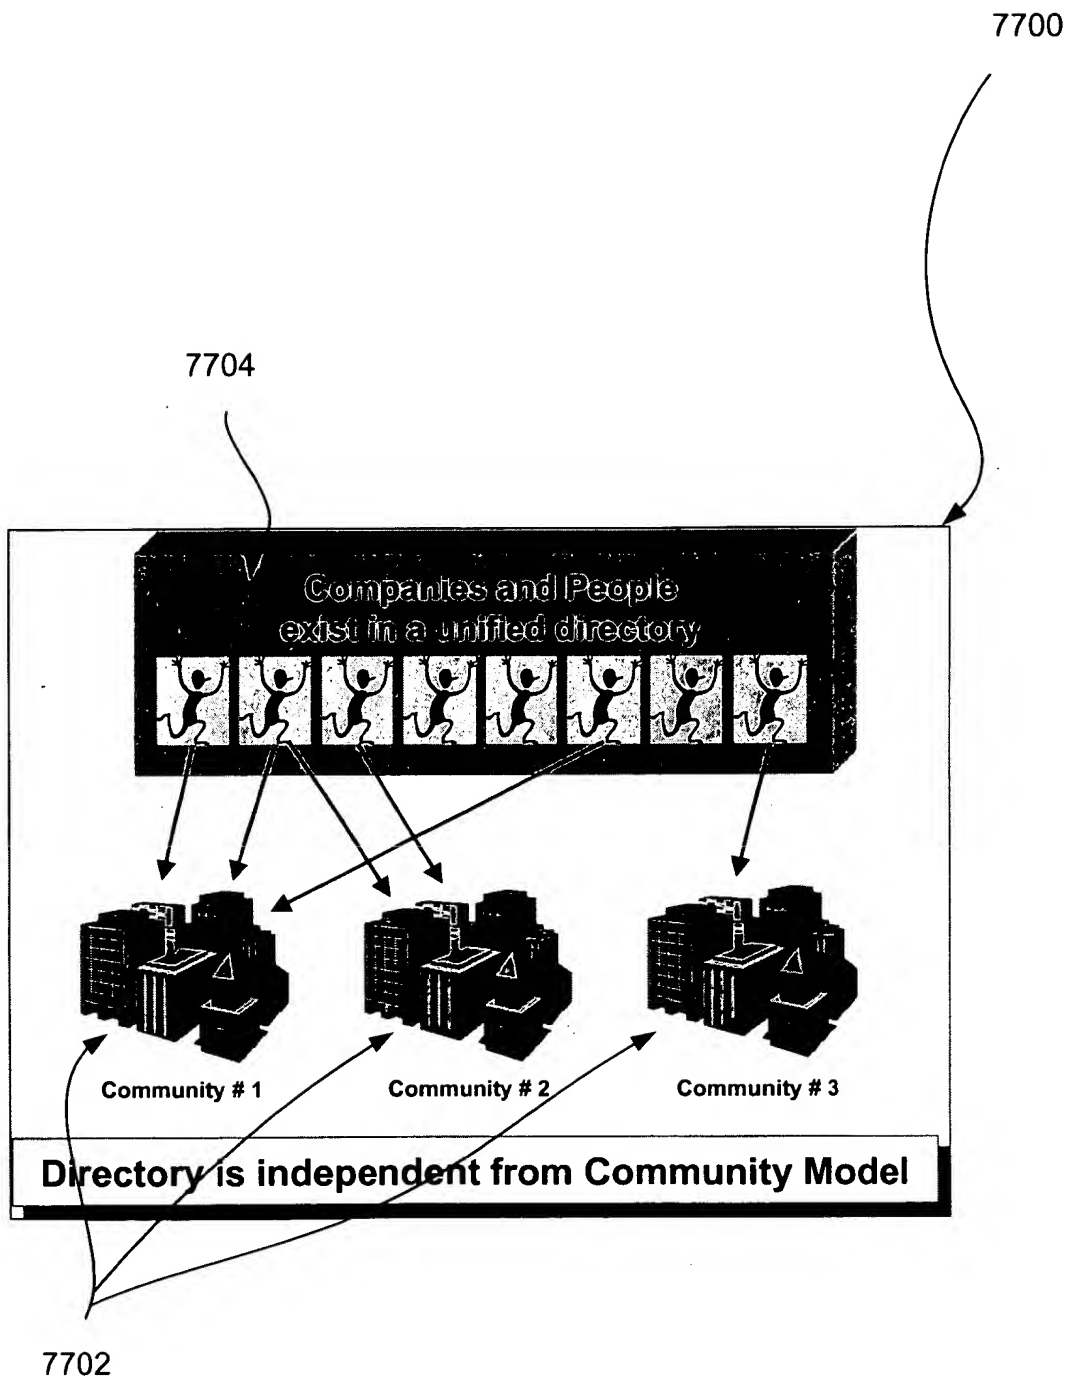 7700
7704
Companies and People
exist in a unified directory
Community # 1
Community # 2
Community # 3
Directory is independent from Community Model
7702